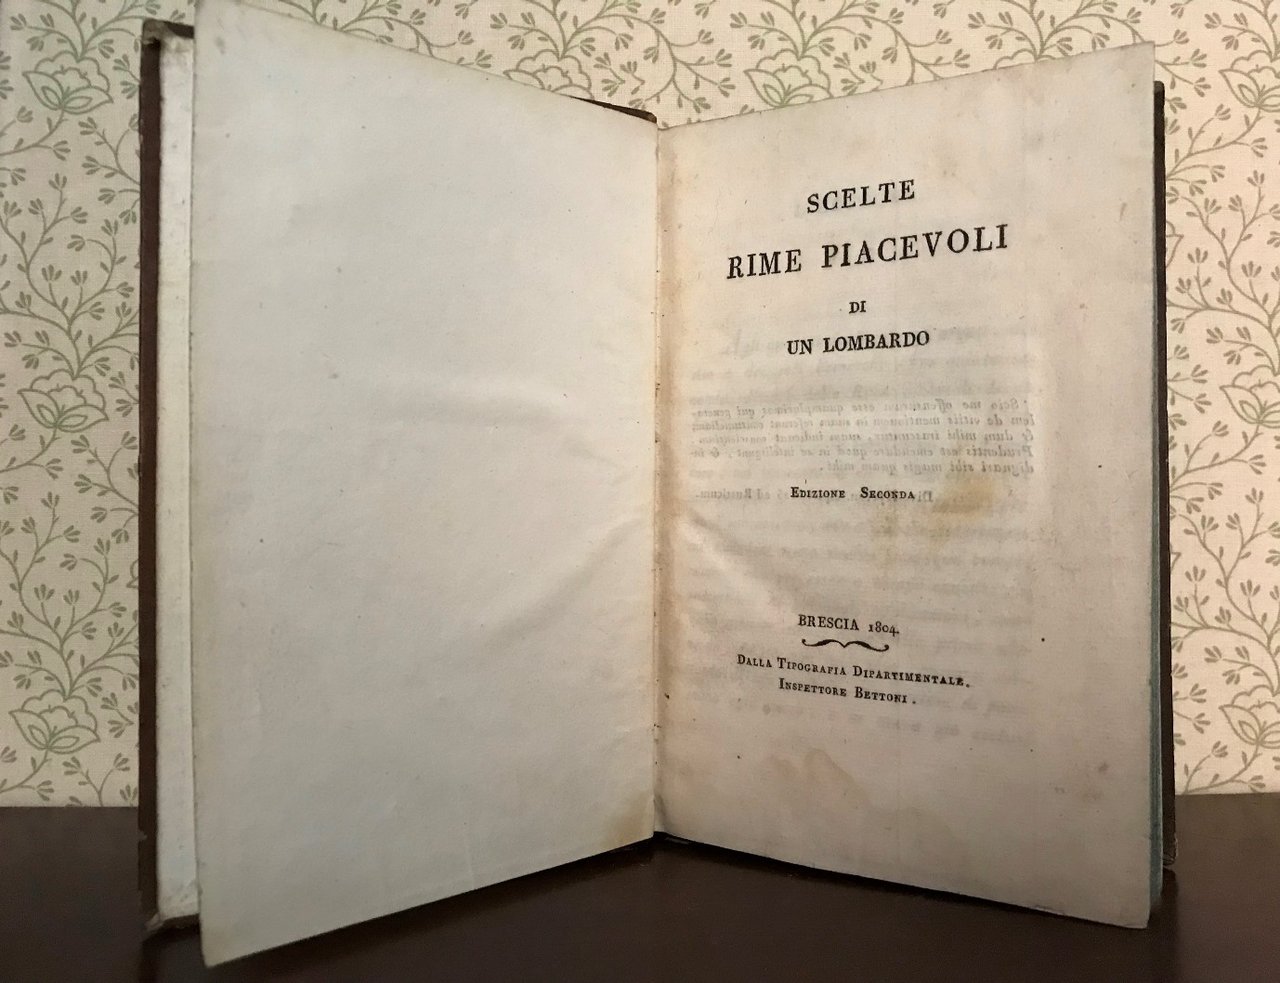 SCELTE
RIME PIACEVOLI
DI
UN LOMBARDO
EDIZIONE SECONDA
BRESCIA 1804.
DALLA TIPOGRAFIA DIPARTIMENTALE.
INSPETTORE BETTONI.